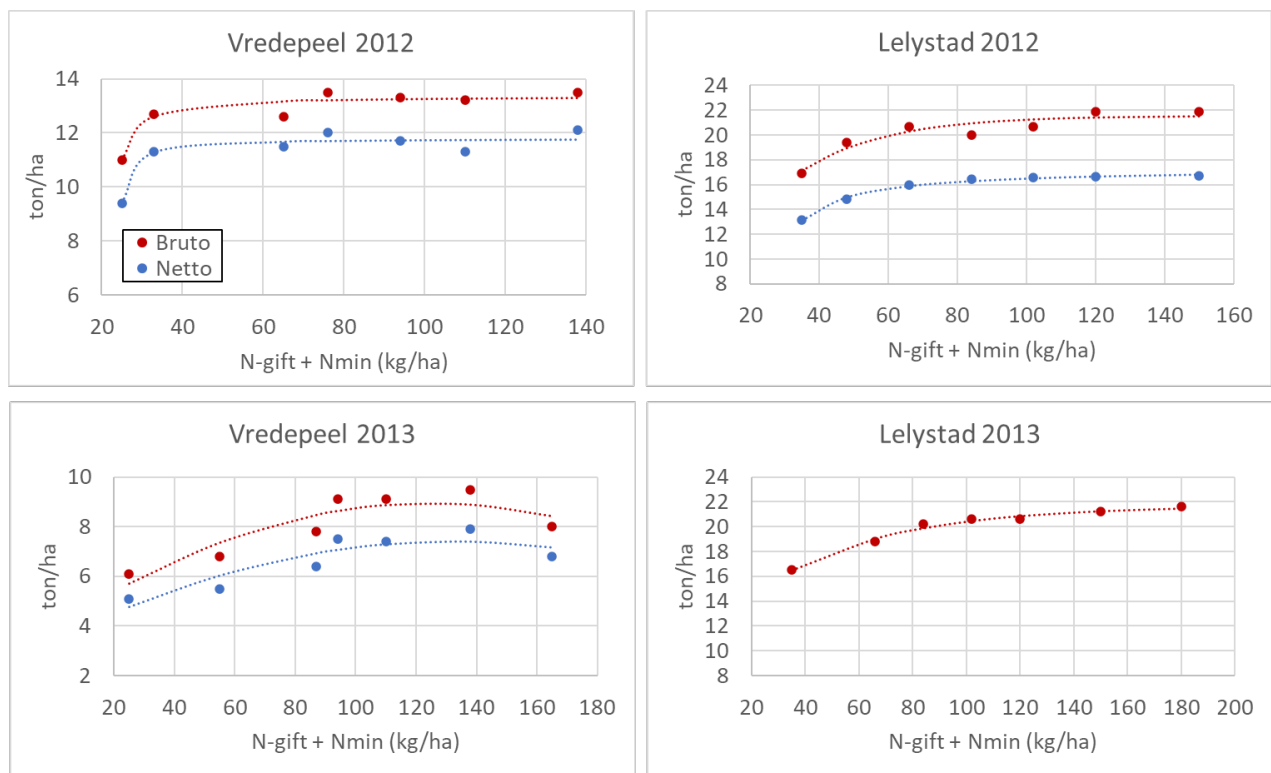 Vredepeel 2012
14
12
10
8
6
ton/ha
Bruto
Netto
20 40 60 80 100 120 140
N-gift + Nmin (kg/ha)
Lelystad 2012
24
22
20
18
16
14
12
10
8
ton/ha
20 40 60 80 100 120 140 160
N-gift + Nmin (kg/ha)
Vredepeel 2013
10
8
6
4
2
ton/ha
20 40 60 80 100 120 140 160 180
N-gift + Nmin (kg/ha)
Lelystad 2013
24
22
20
18
16
14
12
10
8
ton/ha
20 40 60 80 100 120 140 160 180 200
N-gift + Nmin (kg/ha)